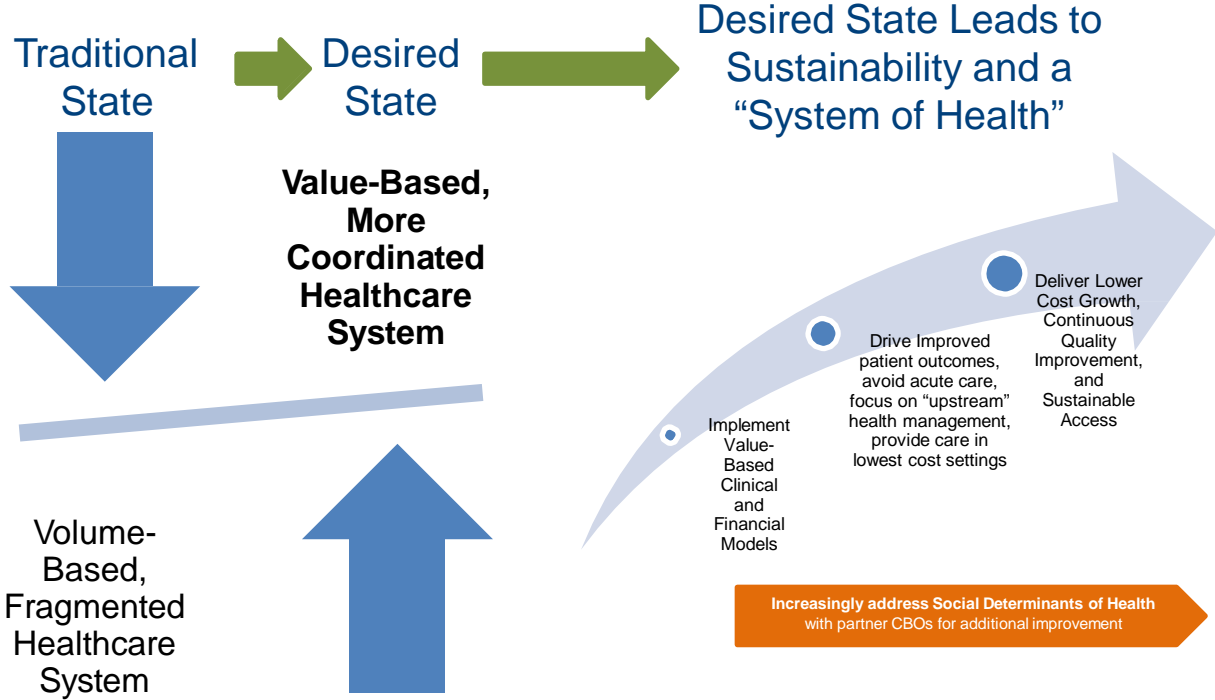 Traditional
State
Desired
State
Desired State Leads to
Sustainability and a
“System of Health”
Value-Based,
More
Coordinated
Healthcare
System
Volume-
Based,
Fragmented
Healthcare
System
Implement
Value-
Based
Clinical
and
Financial
Models
Drive Improved
patient outcomes,
avoid acute care,
focus on “upstream”
health management,
provide care in
lowest cost settings
Deliver Lower
Cost Growth,
Continuous
Quality
Improvement,
and
Sustainable
Access
Increasingly address Social Determinants of Health
with partner CBOs for additional improvement